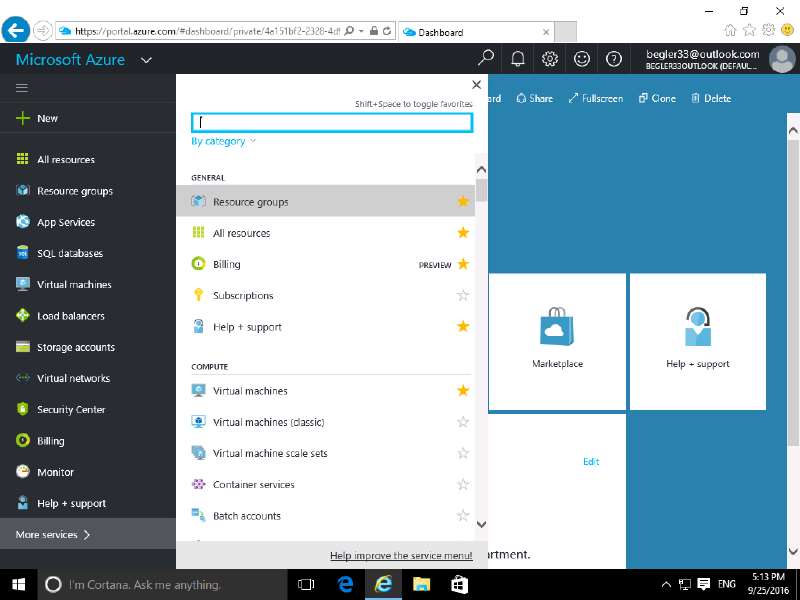 https://portal.azure.com/#dashboard/private/4a151bf2-2328-4d
Dashboard
Microsoft Azure
begler33@outlook.com
BEGLER33OUTLOOK (DEFAUL...
Shift+Space to toggle favorites
ard
Share
Fullscreen
Clone
Delete
New
By category
All resources
Resource groups
App Services
SQL databases
Virtual machines
Load balancers
Storage accounts
Virtual networks
Security Center
Billing
Monitor
Help + support
More services
GENERAL
Resource groups
All resources
Billing
PREVIEW
Subscriptions
Help + support
COMPUTE
Virtual machines
Virtual machines (classic)
Virtual machine scale sets
Container services
Batch accounts
Help improve the service menu!
Marketplace
Help + support
Edit
artment.
I'm Cortana. Ask me anything.
ENG
5:13 PM
9/25/2016